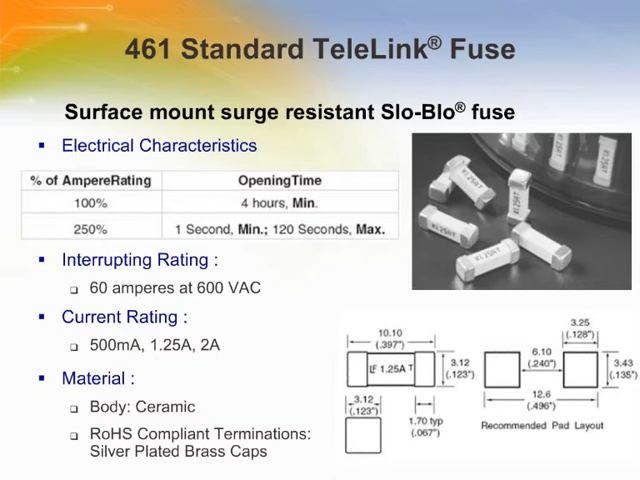 461 Standard TeleLink® Fuse
Surface mount surge resistant Slo-Blo® fuse
▪ Electrical Characteristics
% of AmpereRating OpeningTime
100% 4 hours, Min.
250% 1 Second, Min.; 120 Seconds, Max.
▪ Interrupting Rating :
❑ 60 amperes at 600 VAC
▪ Current Rating :
❑ 500mA, 1.25A, 2A
▪ Material :
❑ Body: Ceramic
❑ RoHS Compliant Terminations:
Silver Plated Brass Caps
10.10
(.397")
LF 1.25A T
3.12
(.123")
3.12
(.123")
1.70 typ
(.067")
3.25
(.128")
6.10
(.240")
3.43
(.135")
12.6
(.496")
Recommended Pad Layout